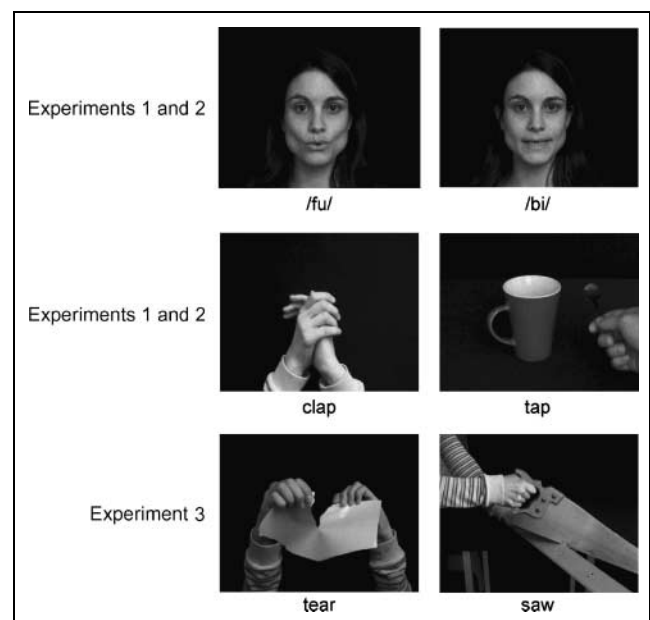 Experiments 1 and 2
/fu/
/bi/
Experiments 1 and 2
clap
tap
Experiment 3
tear
saw